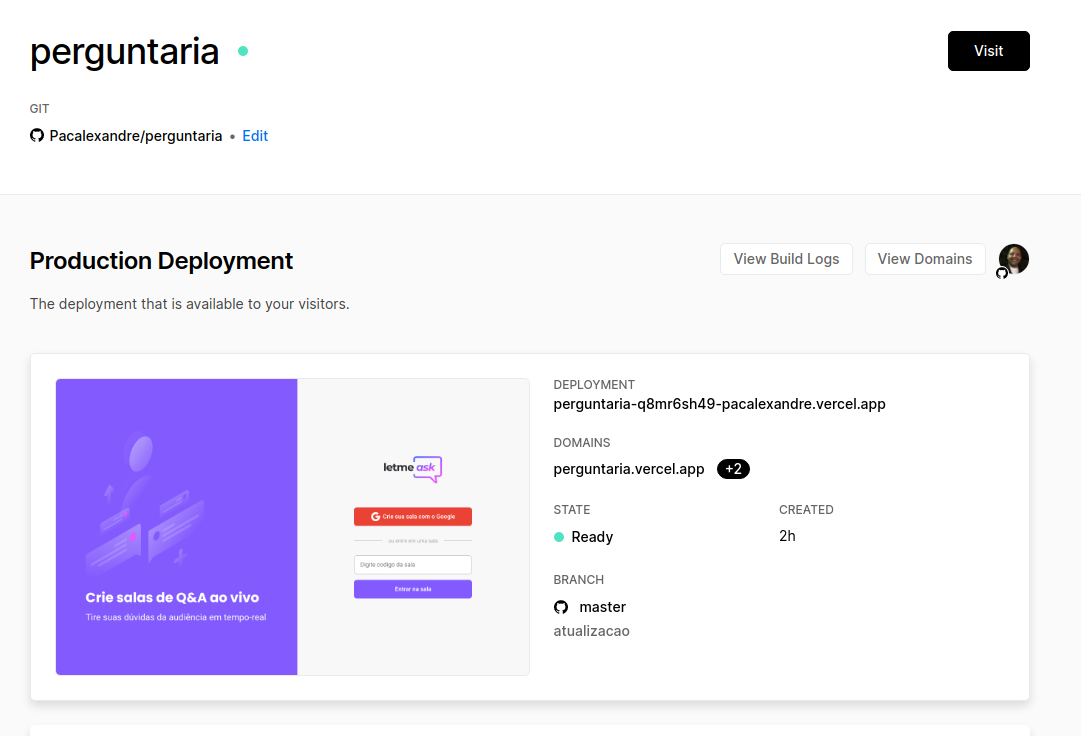 perguntaria
Visit
GIT
Pacalexandre/perguntaria • Edit
Production Deployment
View Build Logs
View Domains
The deployment that is available to your visitors.
DEPLOYMENT
perguntaria-q8mr6sh49-pacalexandre.vercel.app
DOMAINS
perguntaria.vercel.app +2
STATE
CREATED
Ready
2h
BRANCH
master
atualizacao
Crie salas de Q&A ao vivo
Tire suas dúvidas da audiência em tempo-real
letme ask
Crie sua sala com o Google
ou entre em uma sala
Digite codigo da sala
Entrar na sala